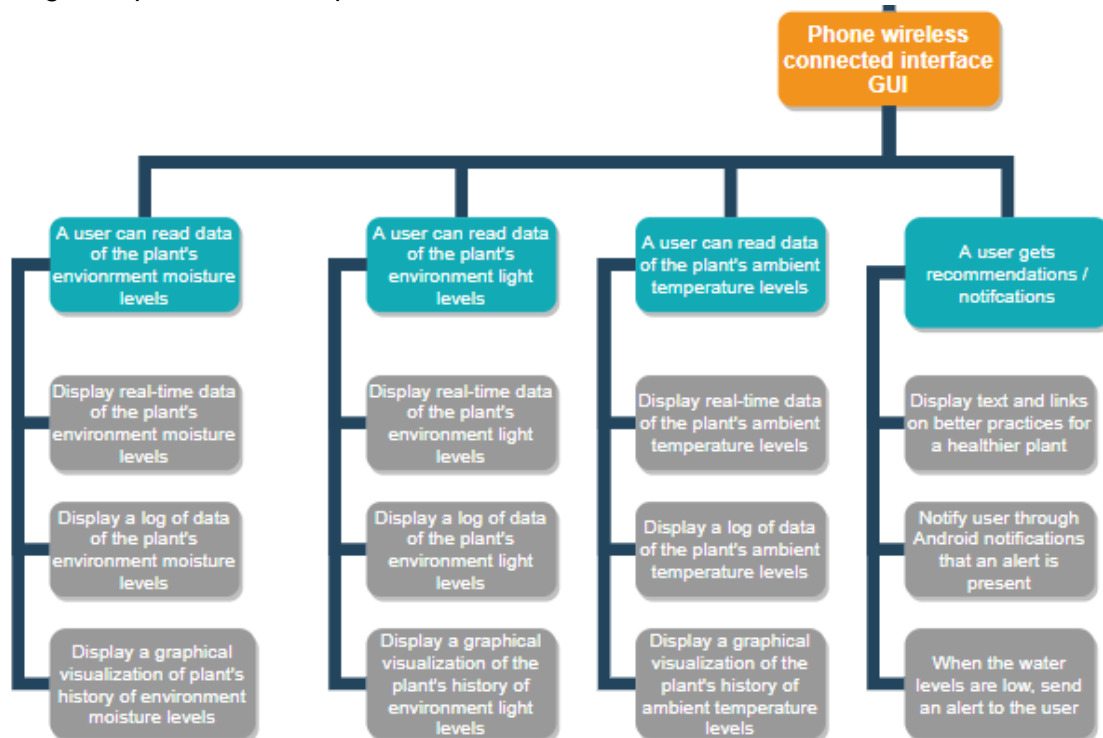 Phone wireless
connected interface
GUI
A user can read data
of the plant's
envionrment moisture
levels
A user can read data
of the plant's
environment light
levels
A user can read data
of the plant's ambient
temperature levels
A user gets
recommendations /
notifcations
Display real-time data
of the plant's
environment moisture
levels
Display real-time data
of the plant's
environment light
levels
Display real-time data
of the plant's ambient
temperature levels
Display text and links
on better practices for
a healthier plant
Display a log of data
of the plant's
environment moisture
levels
Display a log of data
of the plant's
environment light
levels
Display a log of data
of the plant's ambient
temperature levels
Notify user through
Android notifications
that an alert is
present
Display a graphical
visualization of plant's
history of environment
moisture levels
Display a graphical
visualization of the
plant's history of
environment light
levels
Display a graphical
visualization of the
plant's history of
ambient temperature
levels
When the water
levels are low, send
an alert to the user